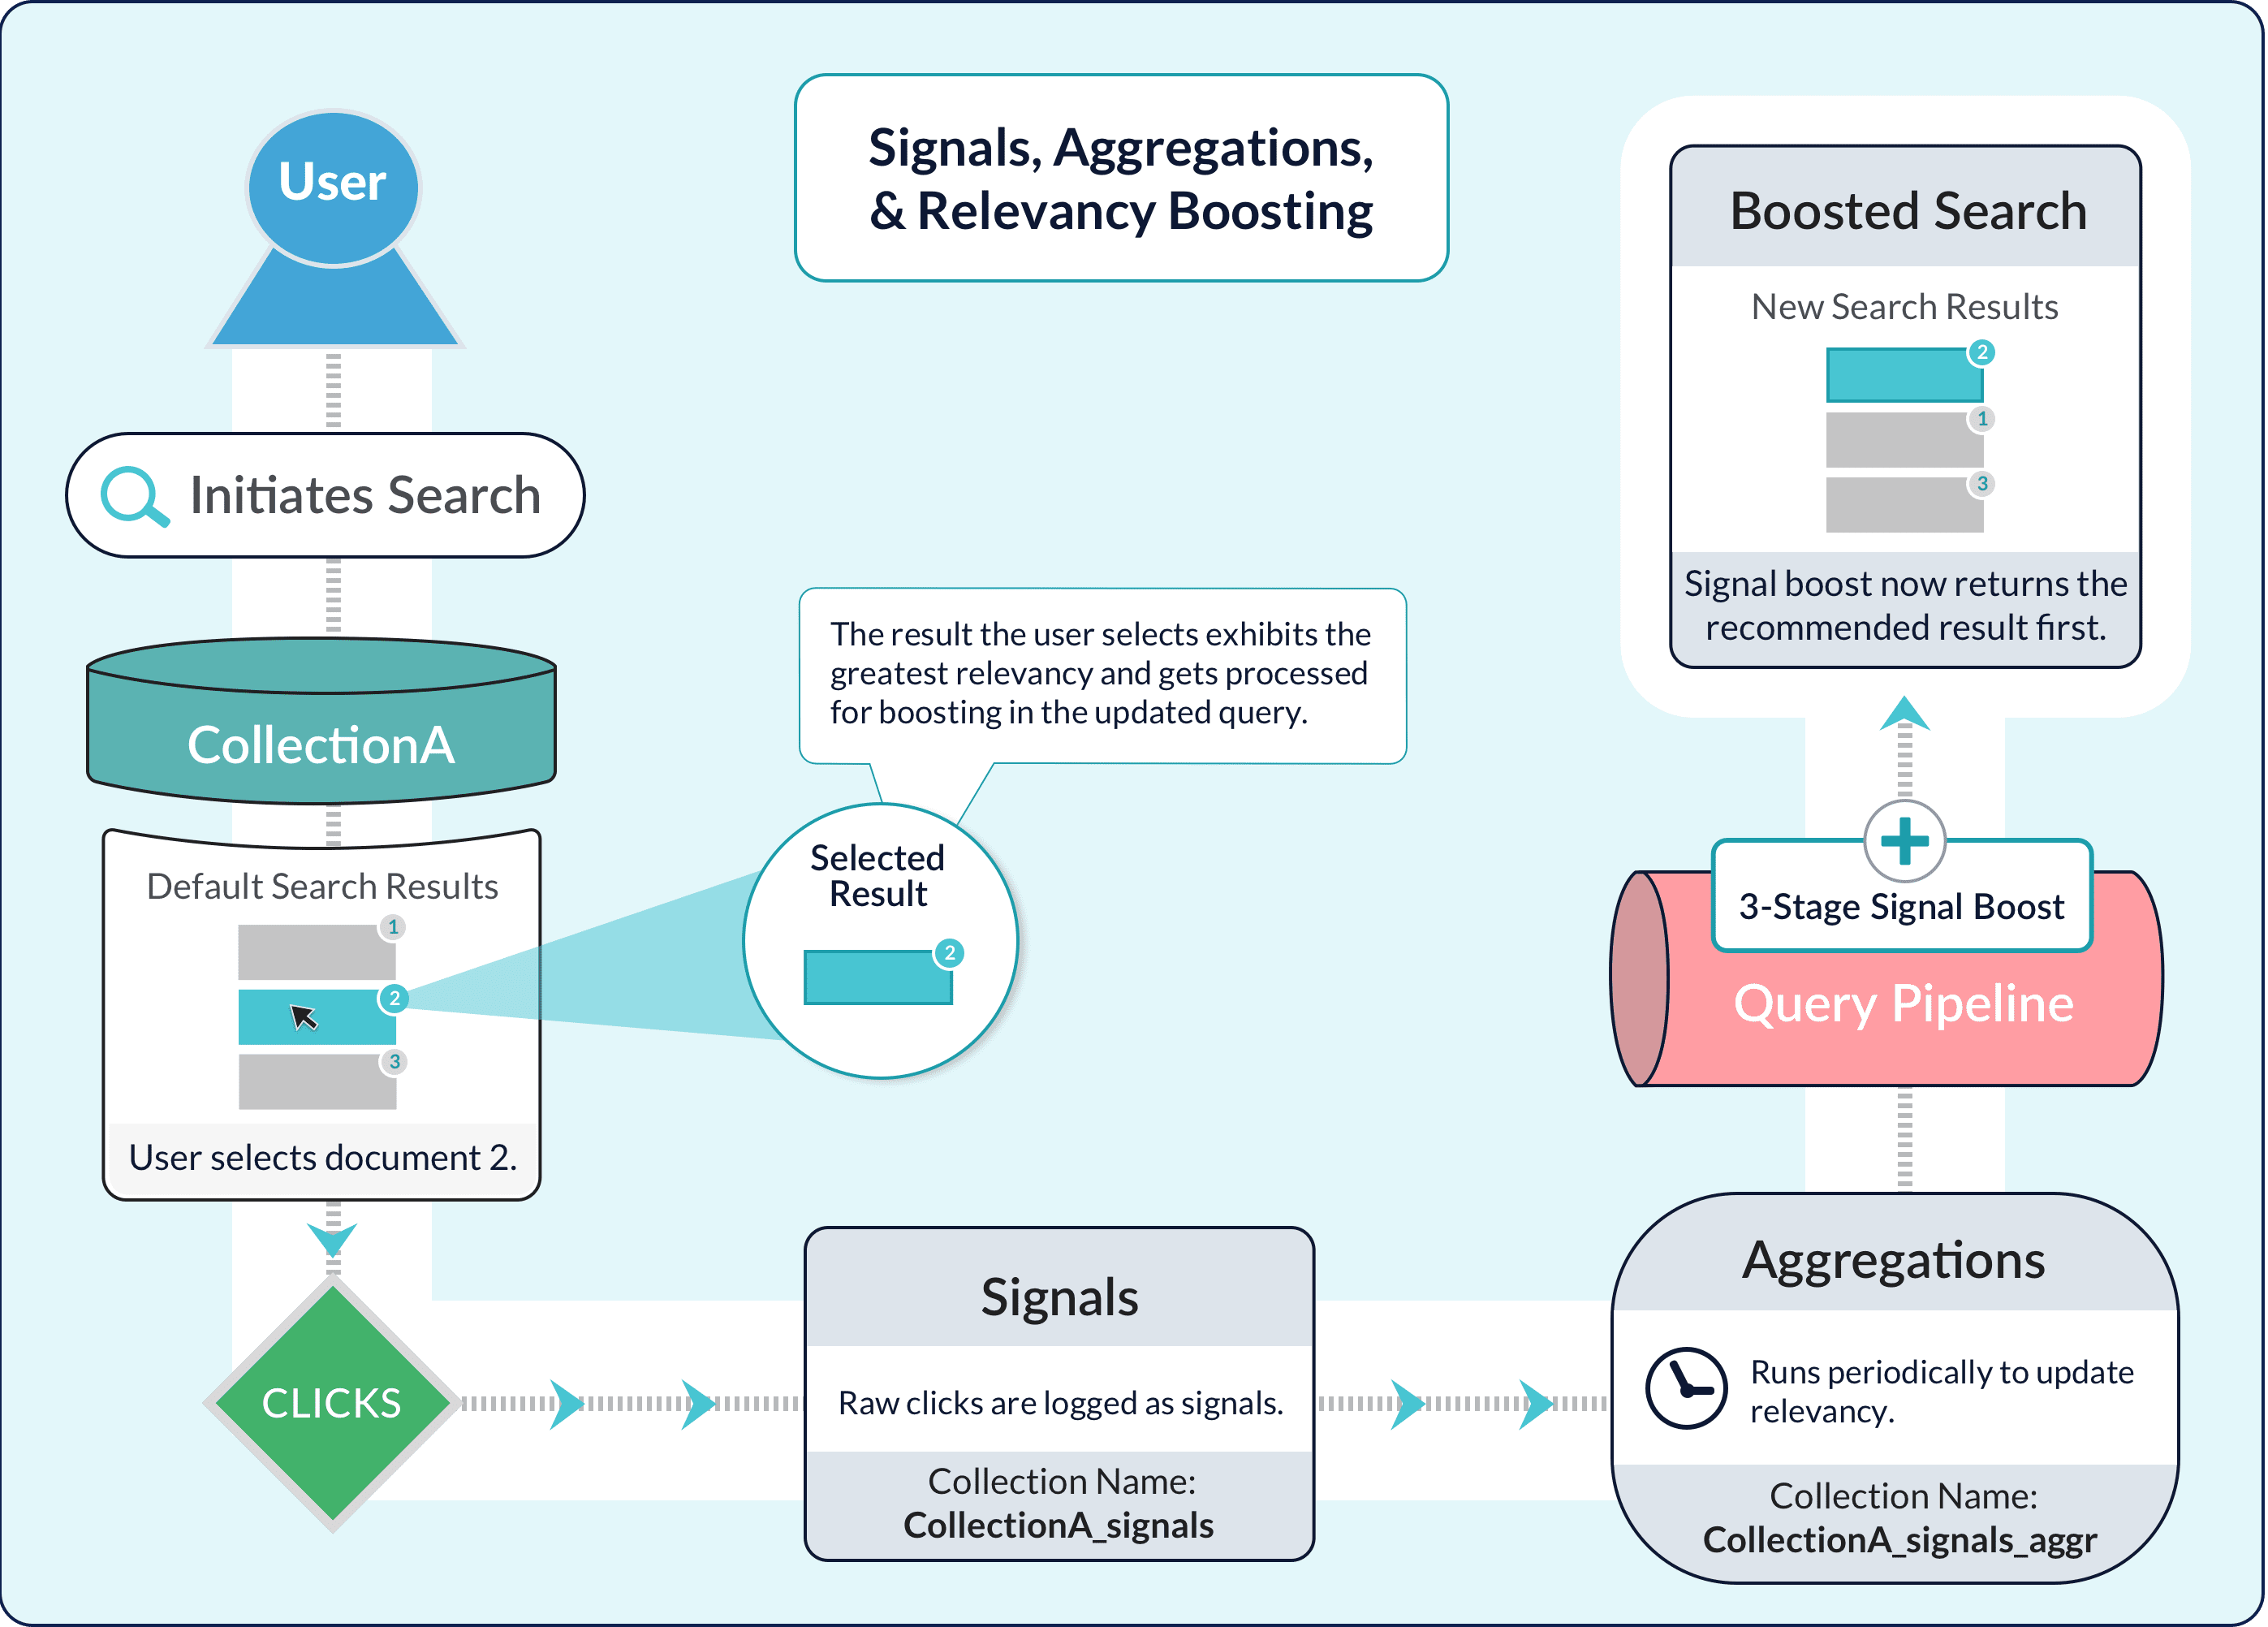 Signals, Aggregations,
& Relevancy Boosting
User
Initiates Search
CollectionA
Default Search Results
1
2
3
User selects document 2.
The result the user selects exhibits the
greatest relevancy and gets processed
for boosting in the updated query.
Selected
Result
2
CLICKS
Signals
Raw clicks are logged as signals.
Collection Name:
CollectionA_signals
Aggregations
Runs periodically to update
relevancy.
Collection Name:
CollectionA_signals_aggr
3-Stage Signal Boost
Query Pipeline
Boosted Search
New Search Results
2
1
3
Signal boost now returns the
recommended result first.